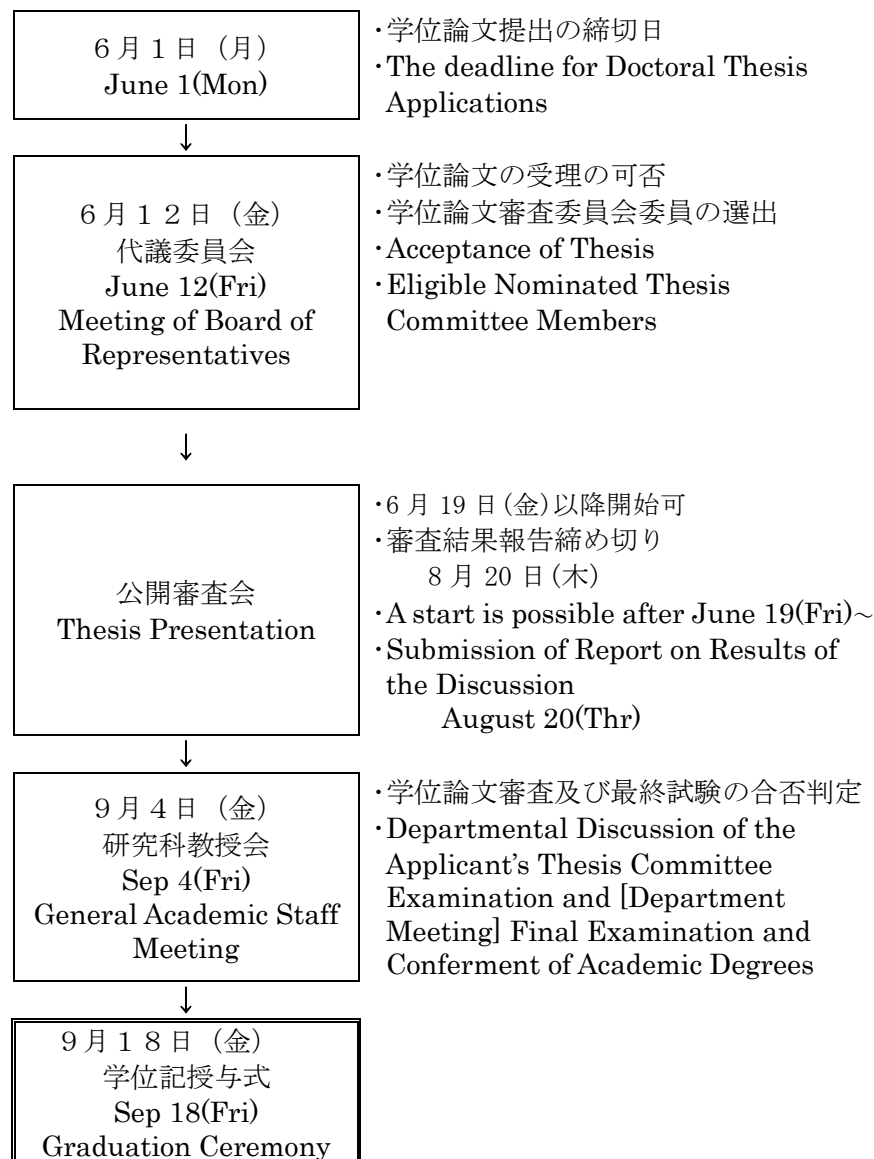 ６月１日（月）
June 1(Mon)
・学位論文提出の締切日
・The deadline for Doctoral Thesis
Applications
↓
６月１２日（金）
代議委員会
June 12(Fri)
Meeting of Board of
Representatives
・学位論文の受理の可否
・学位論文審査委員会委員の選出
・Acceptance of Thesis
・Eligible Nominated Thesis
Committee Members
↓
公開審査会
Thesis Presentation
・6 月 19 日(金)以降開始可
・審査結果報告締め切り
8 月 20 日(木)
・A start is possible after June 19(Fri)~
・Submission of Report on Results of
the Discussion
August 20(Thr)
↓
９月４日（金）
研究科教授会
Sep 4(Fri)
General Academic Staff
Meeting
・学位論文審査及び最終試験の合否判定
・Departmental Discussion of the
Applicant’s Thesis Committee
Examination and [Department
Meeting] Final Examination and
Conferment of Academic Degrees
↓
９月１８日（金）
学位記授与式
Sep 18(Fri)
Graduation Ceremony